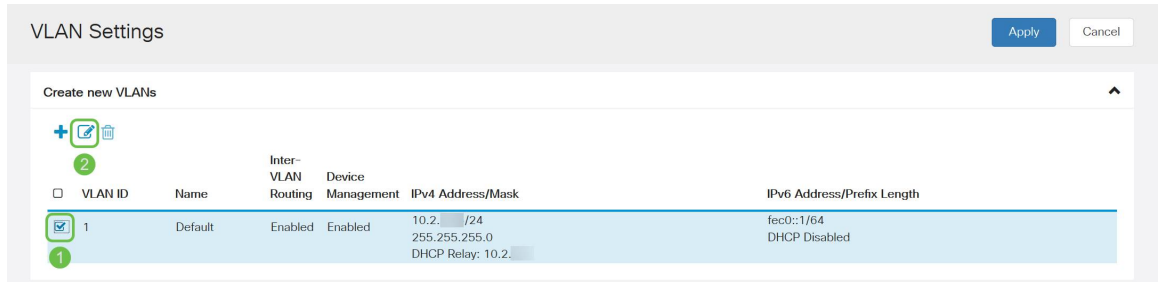 VLAN Settings
Apply
Cancel
Create new VLANs
2
Inter-
VLAN Device
VLAN ID Name Routing Management IPv4 Address/Mask IPv6 Address/Prefix Length
1 Default Enabled Enabled 10.2. /24 fec0::1/64
255.255.255.0 DHCP Disabled
1 DHCP Relay: 10.2.